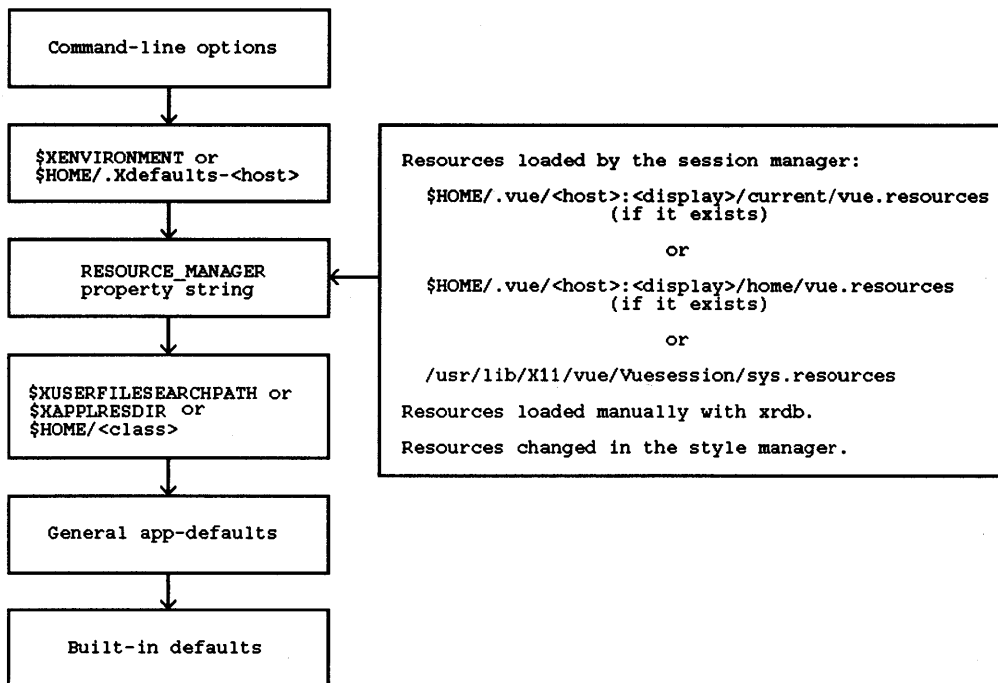 Command-line options
$XENVIRONMENT or
$HOME/.Xdefaults-<host>
RESOURCE_MANAGER
property string
$XUSERFILESEARCHPATH or
$XAPPLRESDIR or
$HOME/<class>
General app-defaults
Built-in defaults
Resources loaded by the session manager:
$HOME/.vue/<host>:<display>/current/vue.resources
(if it exists)
or
$HOME/.vue/<host>:<display>/home/vue.resources
(if it exists)
or
/usr/lib/X11/vue/Vuesession/sys.resources
Resources loaded manually with xrdb.
Resources changed in the style manager.